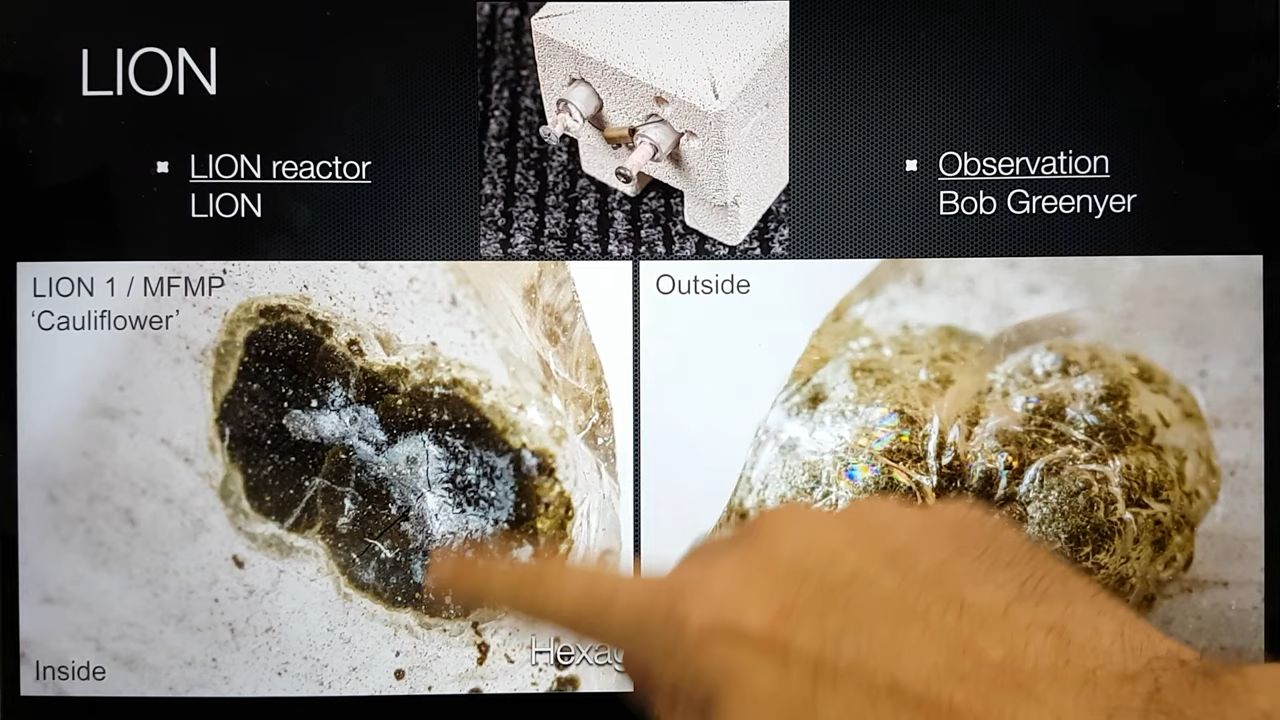 LION
LION reactor
LION
Observation
Bob Greenyer
LION 1 / MFMP
‘Cauliflower’
Outside
Inside